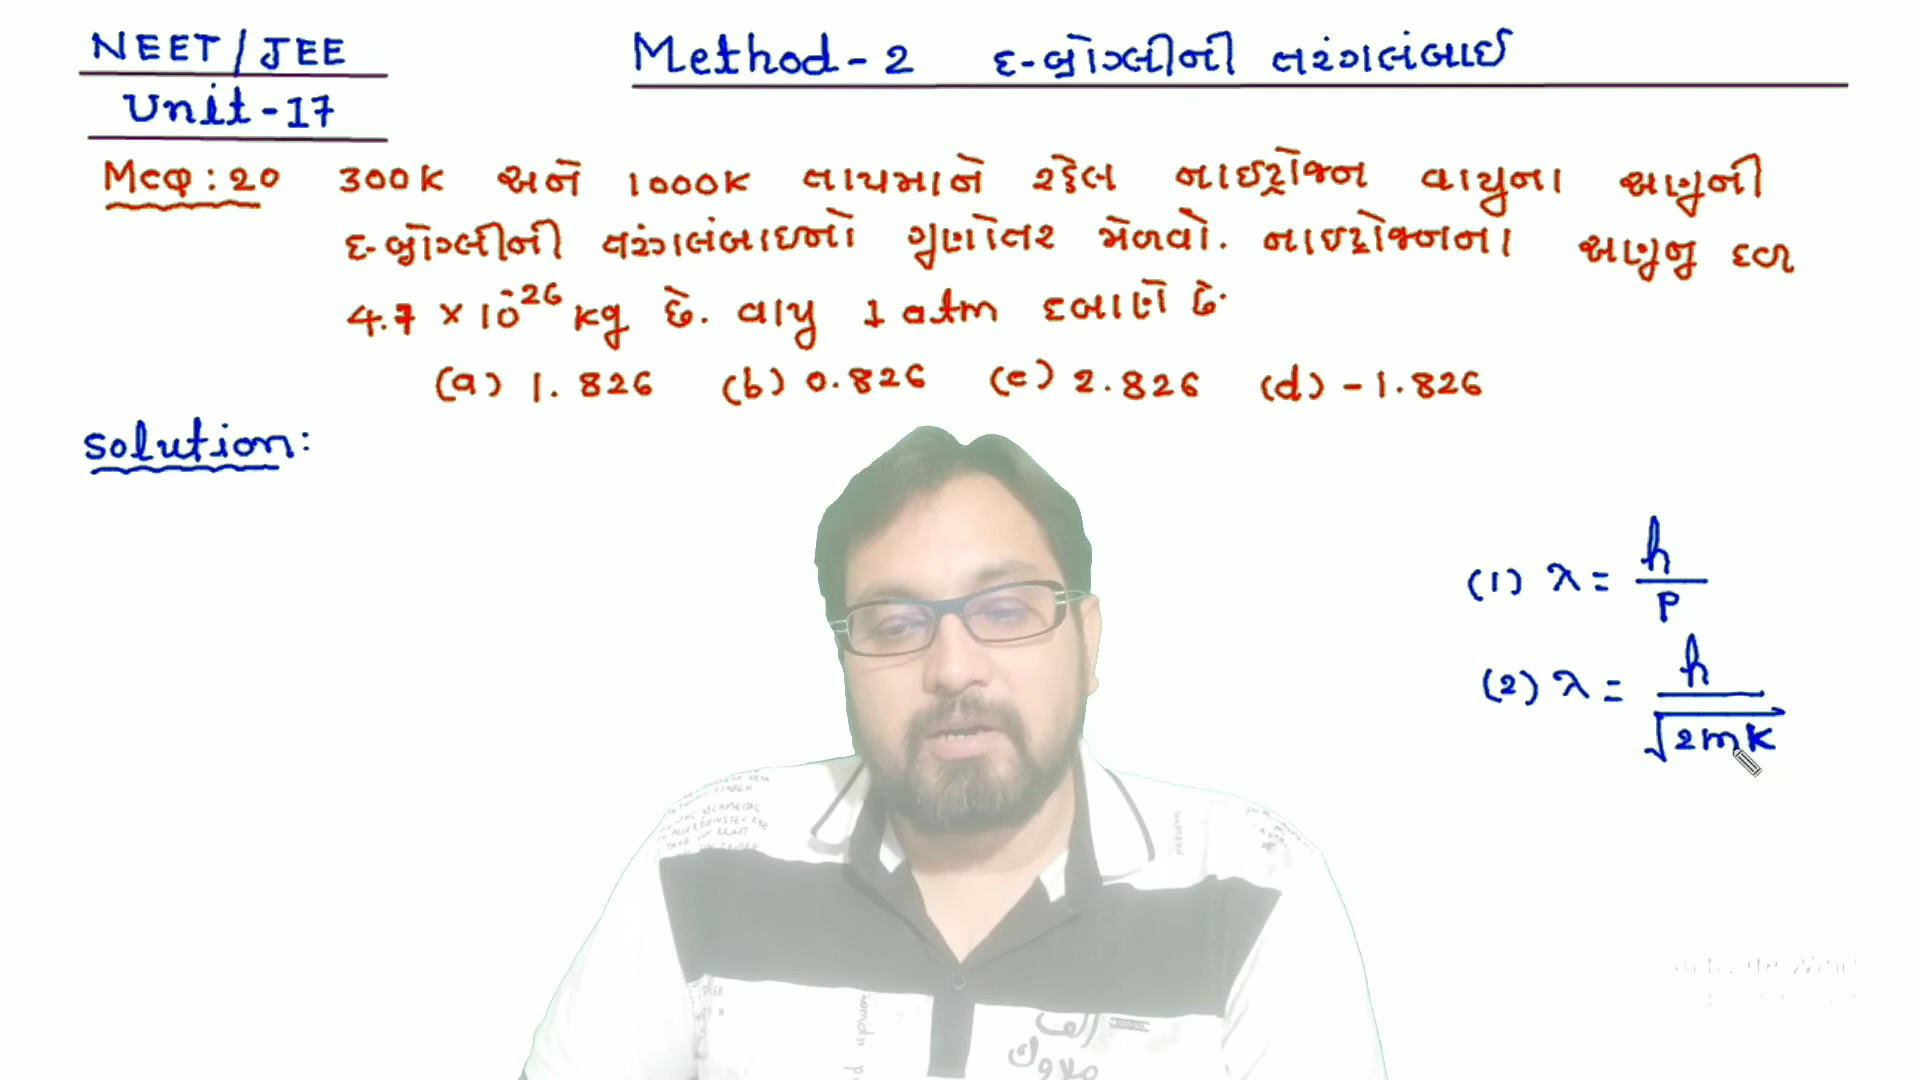 NEET/JEE
Unit-17
Method-2 દ-બ્રોગ્લીની તરંગલંબાઈ
Mcq: 20 300K અને 1000K તાપમાને રહેલ નાઈટ્રોજન વાયુના અણુની
દ-બ્રોગ્લીની તરંગલંબાઇનો ગુણોતર મેળવો. નાઇટ્રોજનના અણુનુ દળ
4.7 × 10⁻²⁶ kg છે. વાયુ 1 atm દબાણે છે.
(a) 1.826 (b) 0.826 (c) 2.826 (d) -1.826
Solution:
(1) λ = h/P
(2) λ = h/√2mk